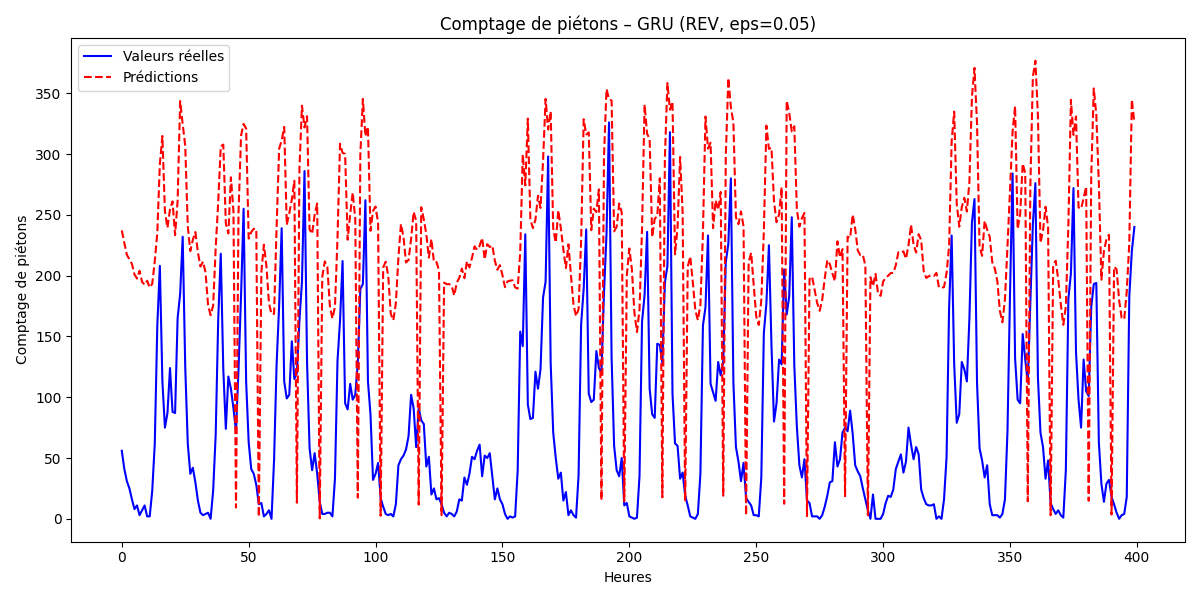 Comptage de piétons – GRU (REV, eps=0.05)
Valeurs réelles
Prédictions
Comptage de piétons
350
300
250
200
150
100
50
0
0 50 100 150 200 250 300 350 400
Heures